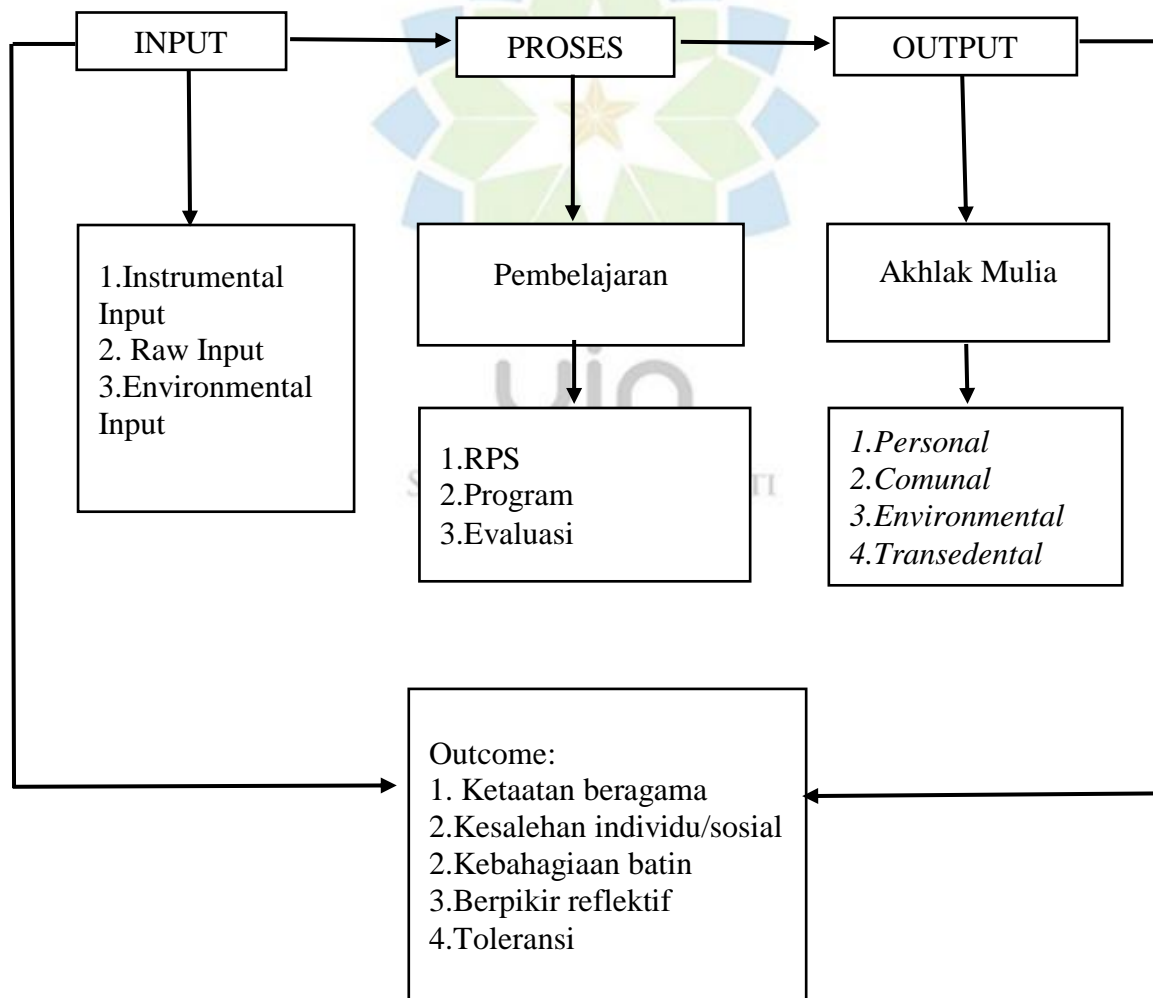 INPUT
PROSES
OUTPUT
1.Instrumental
Input
2. Raw Input
3.Environmental
Input
Pembelajaran
Akhlak Mulia
uin
1.RPS
2.Program
3.Evaluasi
1.Personal
2.Comunal
3.Environmental
4.Transedental
Outcome:
1. Ketaatan beragama
2.Kesalehan individu/sosial
2.Kebahagiaan batin
3.Berpikir reflektif
4.Toleransi